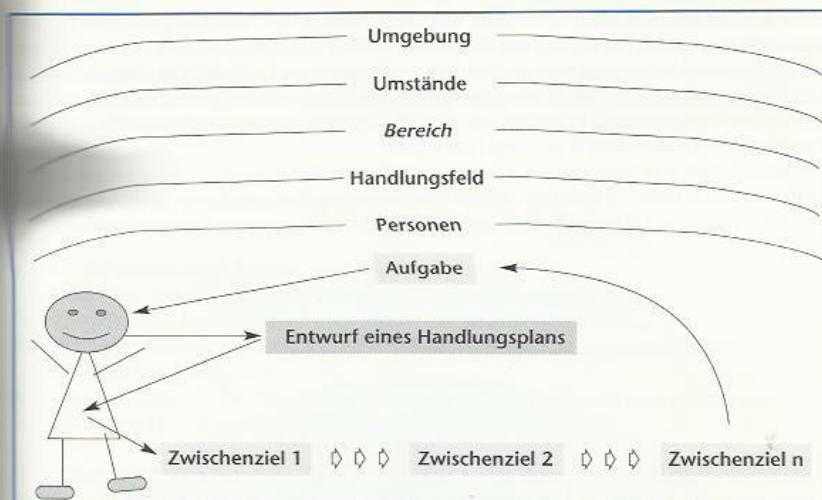 Umgebung
Umstände
Bereich
Handlungsfeld
Personen
Aufgabe
Entwurf eines Handlungsplans
Zwischenziel 1 Zwischenziel 2 Zwischenziel n